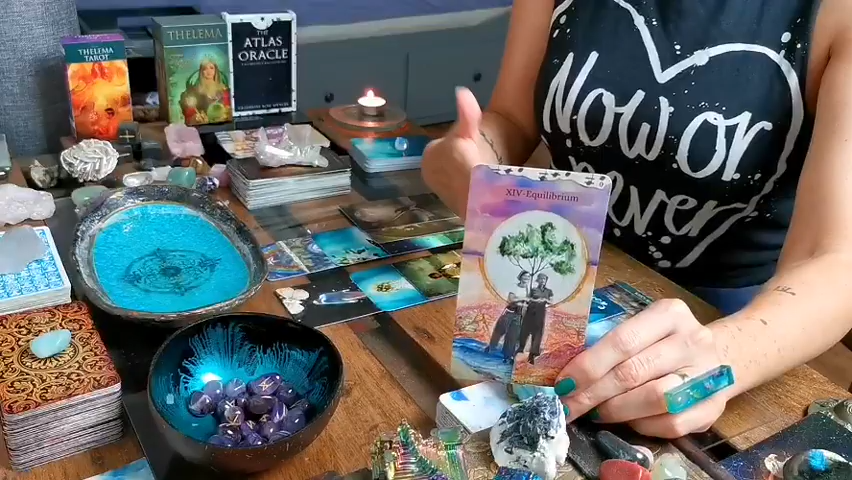 THELEMA
TAROT
THELEMA
THE
ATLAS
ORACLE
Now or
never
XIV-Equilibrium